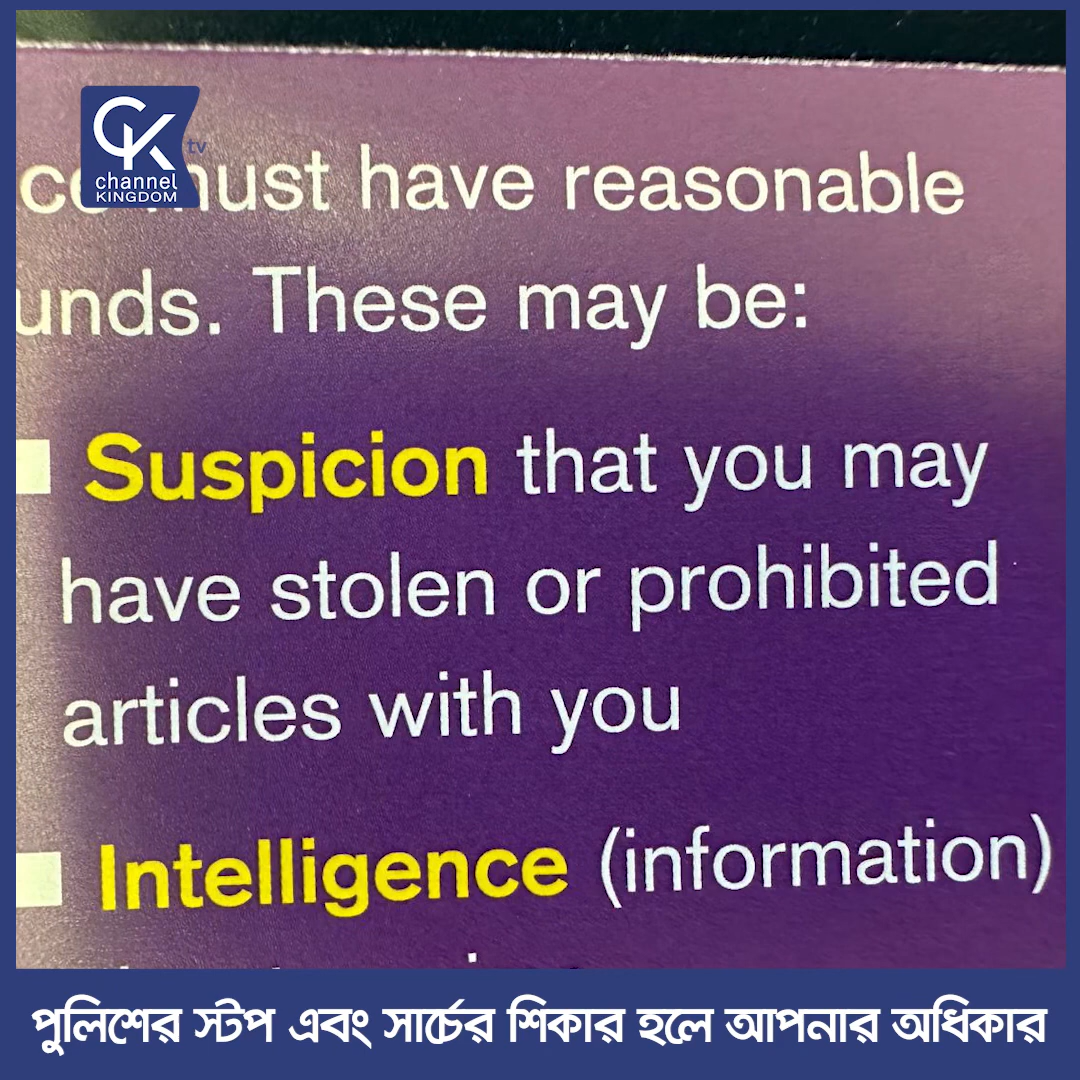 CK tv
channel
KINGDOM
must have reasonable
unds. These may be:
Suspicion that you may
have stolen or prohibited
articles with you
Intelligence (information)
পুলিশের স্টপ এবং সার্চের শিকার হলে আপনার অধিকার